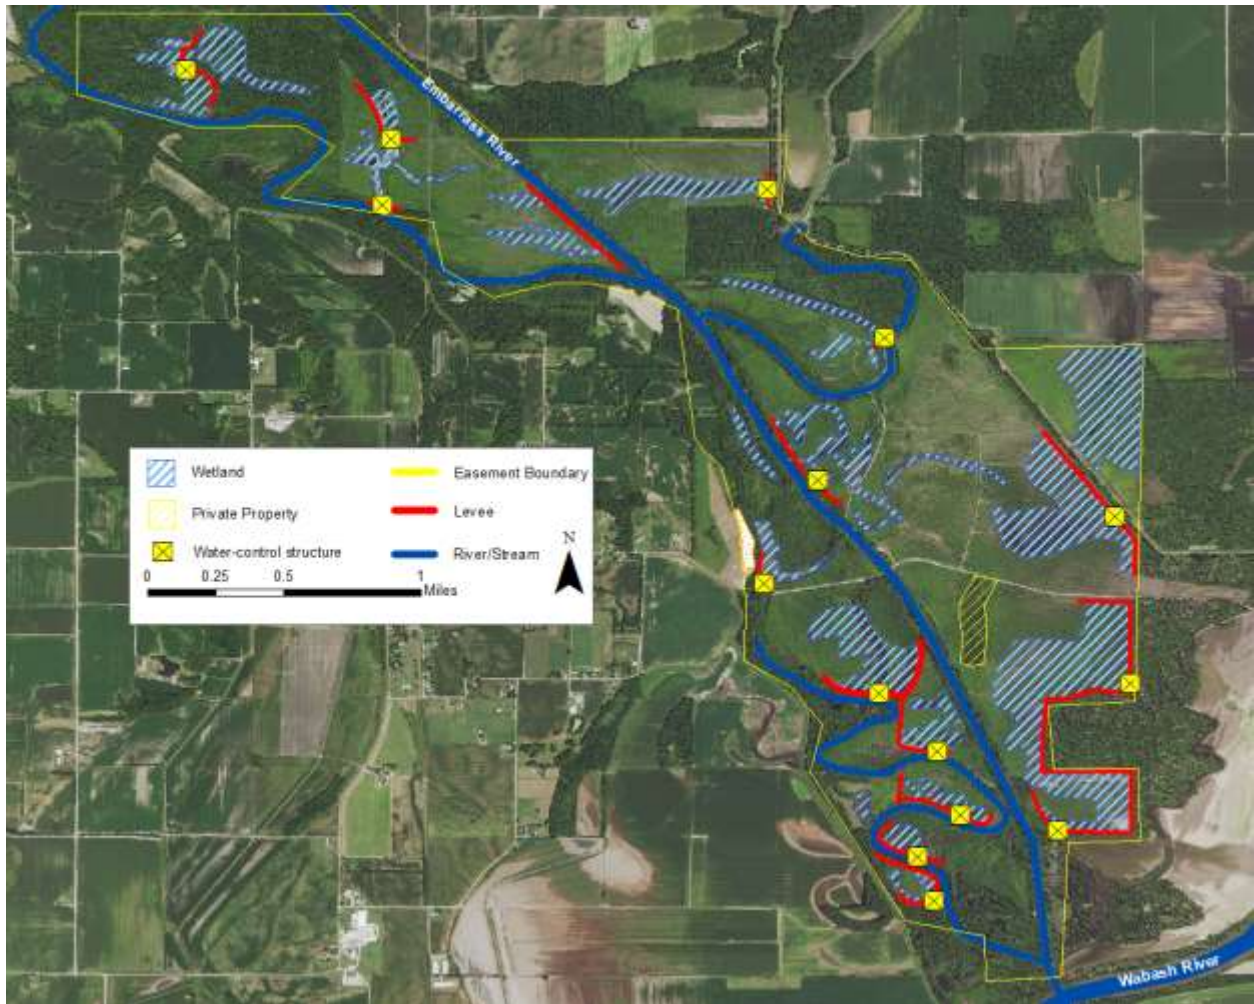 Embarrass River
Wetland
Easement Boundary
Private Property
Levee
Water-control structure
River/Stream
N
0 0.25 0.5 1
Miles
Wabash River